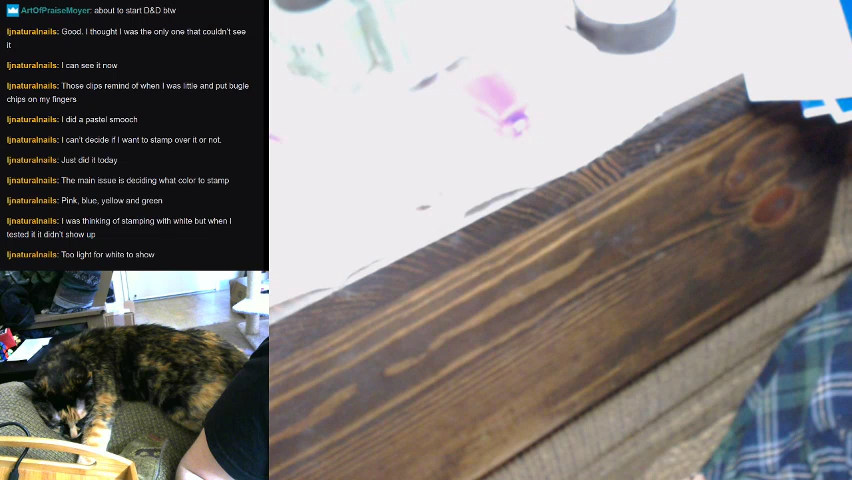 ArtOfPraiseMoyer: about to start D&D btw
ljnaturalnails: Good. I thought I was the only one that couldn't see
it
ljnaturalnails: I can see it now
ljnaturalnails: Those clips remind of when I was little and put bugle
chips on my fingers
ljnaturalnails: I did a pastel smooch
ljnaturalnails: I can't decide if I want to stamp over it or not.
ljnaturalnails: Just did it today
ljnaturalnails: The main issue is deciding what color to stamp
ljnaturalnails: Pink, blue, yellow and green
ljnaturalnails: I was thinking of stamping with white but when I
tested it it didn't show up
ljnaturalnails: Too light for white to show